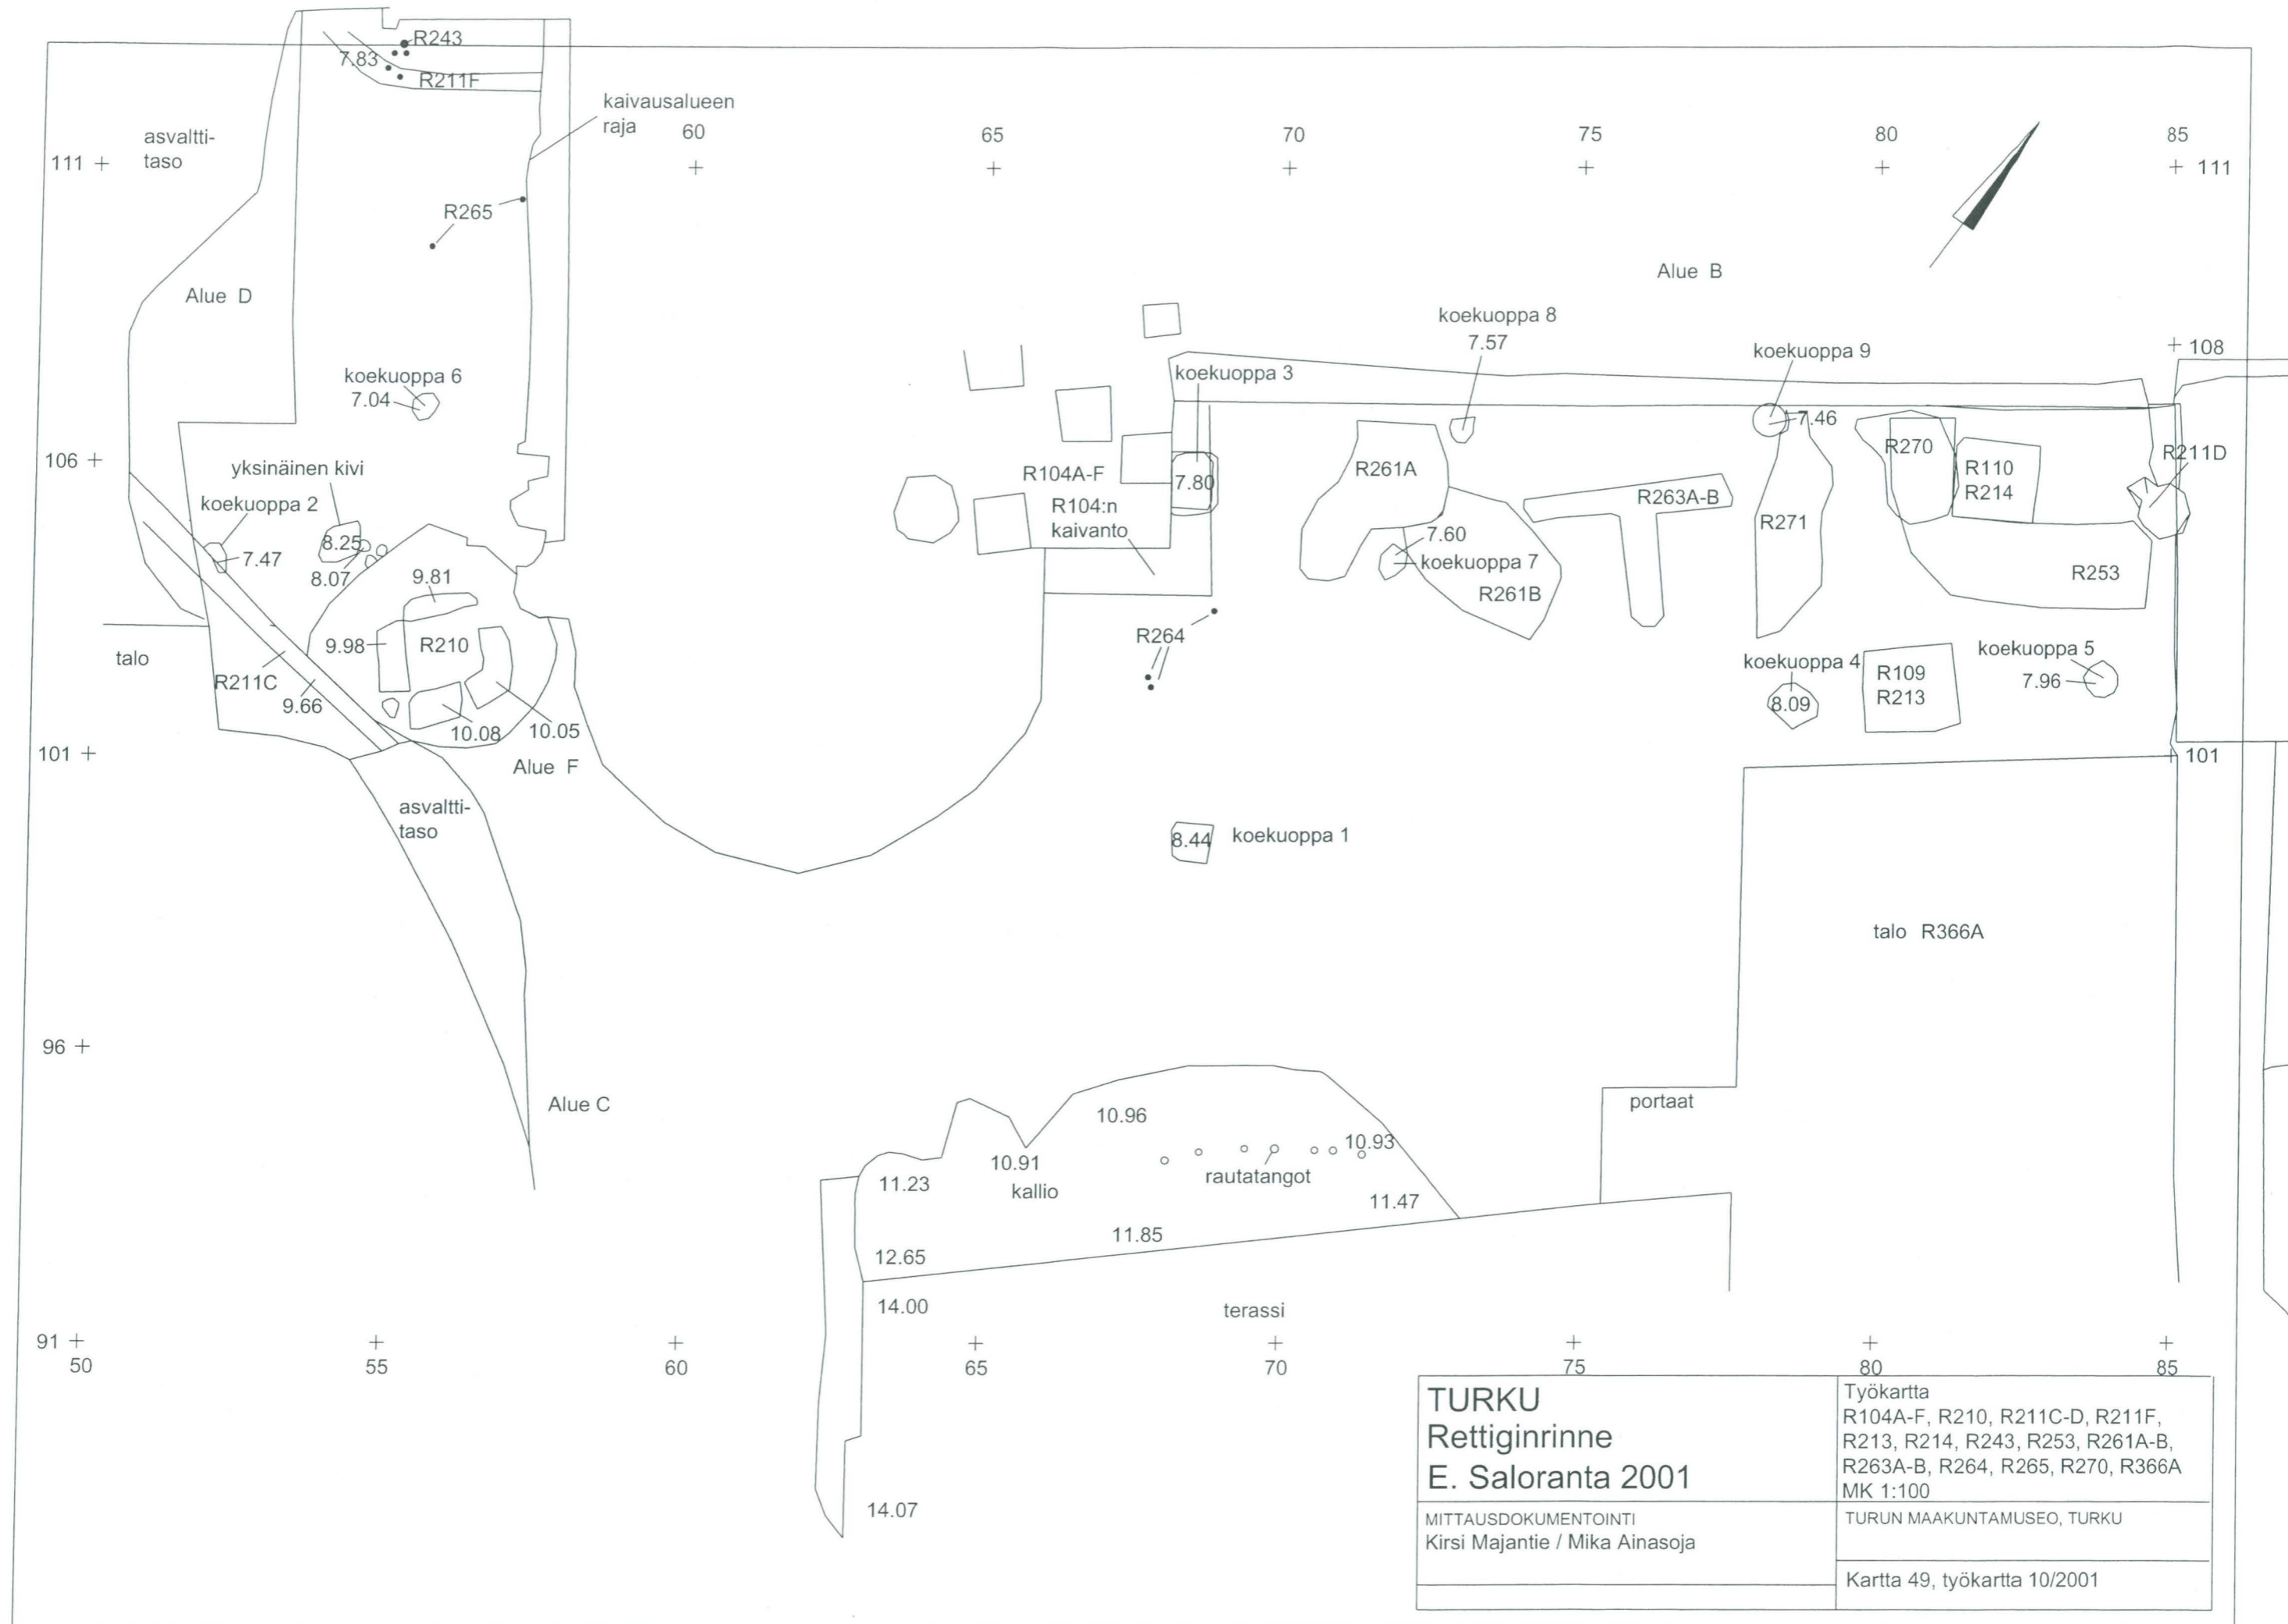 R243
7.83
R211F
kaivausalueen
raja
60
65
70
75
80
85
asvaltti-
taso
111
111
R265
Alue B
Alue D
koekuoppa 8
7.57
koekuoppa 9
108
koekuoppa 6
7.04
koekuoppa 3
7.46
106
yksinäinen kivi
koekuoppa 2
R104A-F
7.80
R261A
R263A-B
R270
R110
R214
R211D
R104:n
kaivanto
R271
8.25
7.47
8.07
9.81
7.60
koekuoppa 7
R261B
R253
9.98
R210
R264
talo
R211C
9.66
10.08
10.05
koekuoppa 4
8.09
R109
R213
koekuoppa 5
7.96
101
101
Alue F
asvaltti-
taso
8.44
koekuoppa 1
talo R366A
96
Alue C
portaat
10.96
10.93
10.91
rautatangot
11.23
kallio
11.47
11.85
12.65
14.00
terassi
91
50
55
60
65
70
75
80
85
14.07
TURKU
Rettiginrinne
E. Saloranta 2001
MITTAUSDOKUMENTOINTI
Kirsi Majantie / Mika Ainasoja
Työkartta
R104A-F, R210, R211C-D, R211F,
R213, R214, R243, R253, R261A-B,
R263A-B, R264, R265, R270, R366A
MK 1:100
TURUN MAAKUNTAMUSEO, TURKU
Kartta 49, työkartta 10/2001